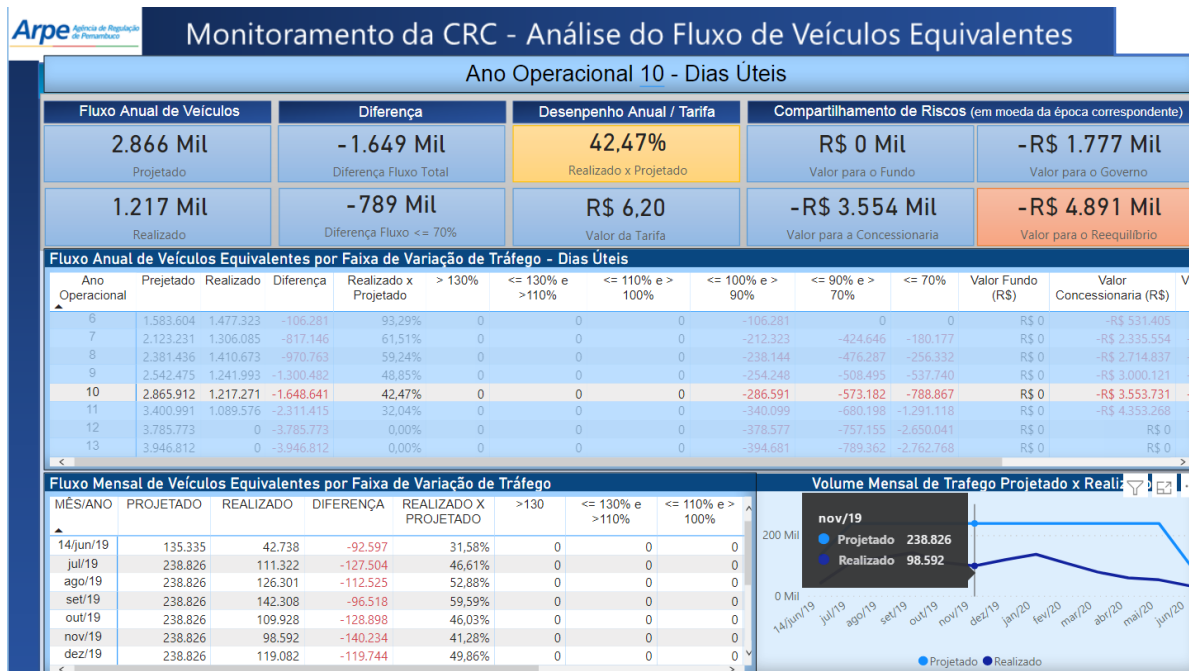 Arpe Agência de Regulação de Pernambuco
Monitoramento da CRC - Análise do Fluxo de Veículos Equivalentes
Ano Operacional 10 - Dias Úteis
Fluxo Anual de Veículos Diferença Desenpenho Anual / Tarifa Compartilhamento de Riscos (em moeda da época correspondente)
2.866 Mil -1.649 Mil 42,47% R$ 0 Mil -R$ 1.777 Mil
Projetado Diferença Fluxo Total Realizado x Projetado Valor para o Fundo Valor para o Governo
1.217 Mil -789 Mil R$ 6,20 -R$ 3.554 Mil -R$ 4.891 Mil
Realizado Diferença Fluxo <= 70% Valor da Tarifa Valor para a Concessionaria Valor para o Reequilíbrio
Fluxo Anual de Veículos Equivalentes por Faixa de Variação de Tráfego - Dias Úteis
Ano Operacional Prejetado Realizado Diferença Realizado x Projetado > 130% <= 130% e >110% <= 110% e > 100% <= 100% e > 90% <= 90% e > 70% <= 70% Valor Fundo (R$) Valor Concessionaria (R$) V
6 1.583.604 1.477.323 -106.281 93,29% 0 0 0 -106.281 0 0 R$ 0 -R$ 531.405
7 2.123.231 1.306.085 -817.146 61,51% 0 0 0 -212.323 -424.646 -180.177 R$ 0 -R$ 2.335.554
8 2.381.436 1.410.673 -970.763 59,24% 0 0 0 -238.144 -476.287 -256.332 R$ 0 -R$ 2.714.837
9 2.542.475 1.241.993 -1.300.482 48,85% 0 0 0 -254.248 -508.495 -537.740 R$ 0 -R$ 3.000.121
10 2.865.912 1.217.271 -1.648.641 42,47% 0 0 0 -286.591 -573.182 -788.867 R$ 0 -R$ 3.553.731
11 3.400.991 1.089.576 -2.311.415 32,04% 0 0 0 -340.099 -680.198 -1.291.118 R$ 0 -R$ 4.353.268
12 3.785.773 0 -3.785.773 0,00% 0 0 0 -378.577 -757.155 -2.650.041 R$ 0 R$ 0
13 3.946.812 0 -3.946.812 0,00% 0 0 0 -394.681 -789.362 -2.762.768 R$ 0 R$ 0
Fluxo Mensal de Veículos Equivalentes por Faixa de Variação de Tráfego
MÊS/ANO PROJETADO REALIZADO DIFERENÇA REALIZADO X PROJETADO >130 <= 130% e >110% <= 110% e > 100%
14/jun/19 135.335 42.738 -92.597 31,58% 0 0 0
jul/19 238.826 111.322 -127.504 46,61% 0 0 0
ago/19 238.826 126.301 -112.525 52,88% 0 0 0
set/19 238.826 142.308 -96.518 59,59% 0 0 0
out/19 238.826 109.928 -128.898 46,03% 0 0 0
nov/19 238.826 98.592 -140.234 41,28% 0 0 0
dez/19 238.826 119.082 -119.744 49,86% 0 0 0
Volume Mensal de Trafego Projetado x Realiz
nov/19
Projetado 238.826
Realizado 98.592
200 Mil
0 Mil
14/jun/19 jul/19 ago/19 set/19 out/19 nov/19 dez/19 jan/20 fev/20 mar/20 abr/20 mai/20 jun/20
Projetado Realizado